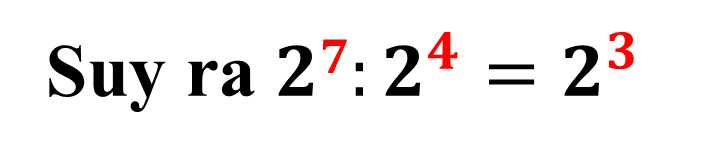 Suy ra 2⁷: 2⁴ = 2³